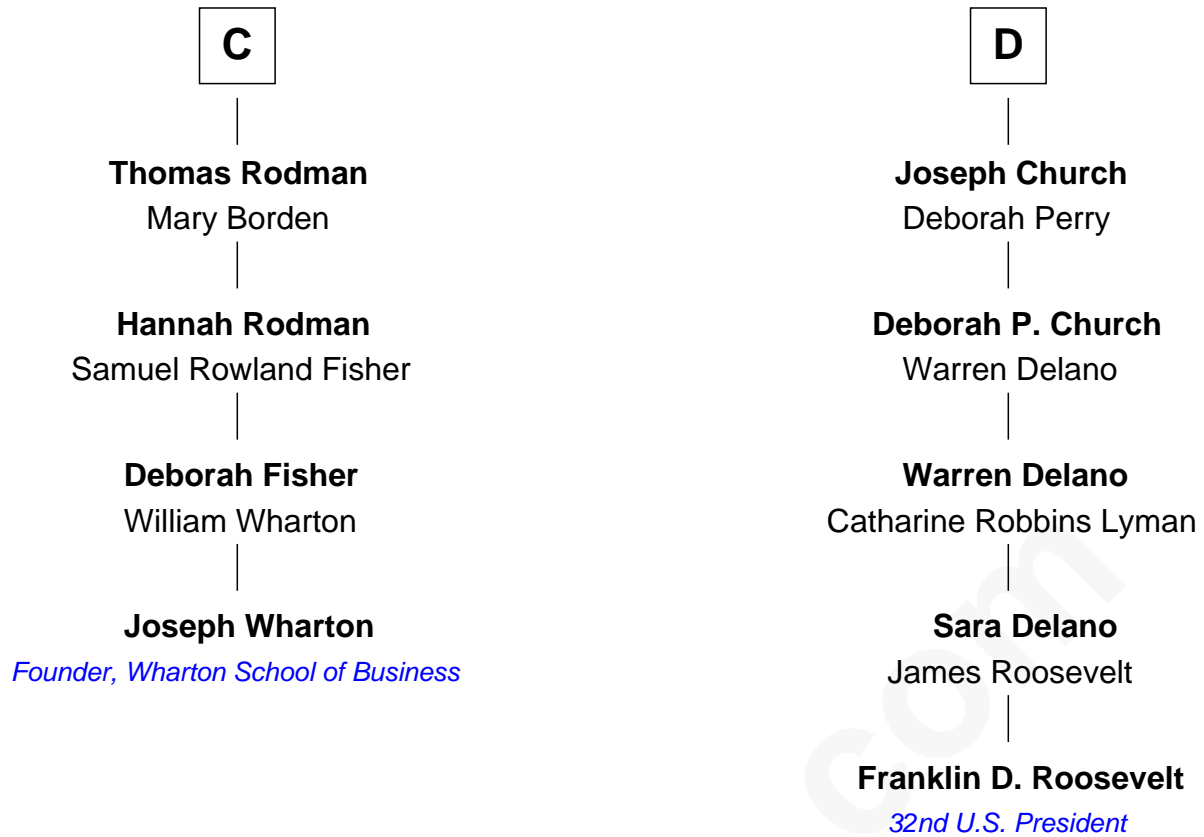 C
Thomas Rodman
Mary Borden
Hannah Rodman
Samuel Rowland Fisher
Deborah Fisher
William Wharton
Joseph Wharton
Founder, Wharton School of Business
D
Joseph Church
Deborah Perry
Deborah P. Church
Warren Delano
Warren Delano
Catharine Robbins Lyman
Sara Delano
James Roosevelt
Franklin D. Roosevelt
32nd U.S. President
com